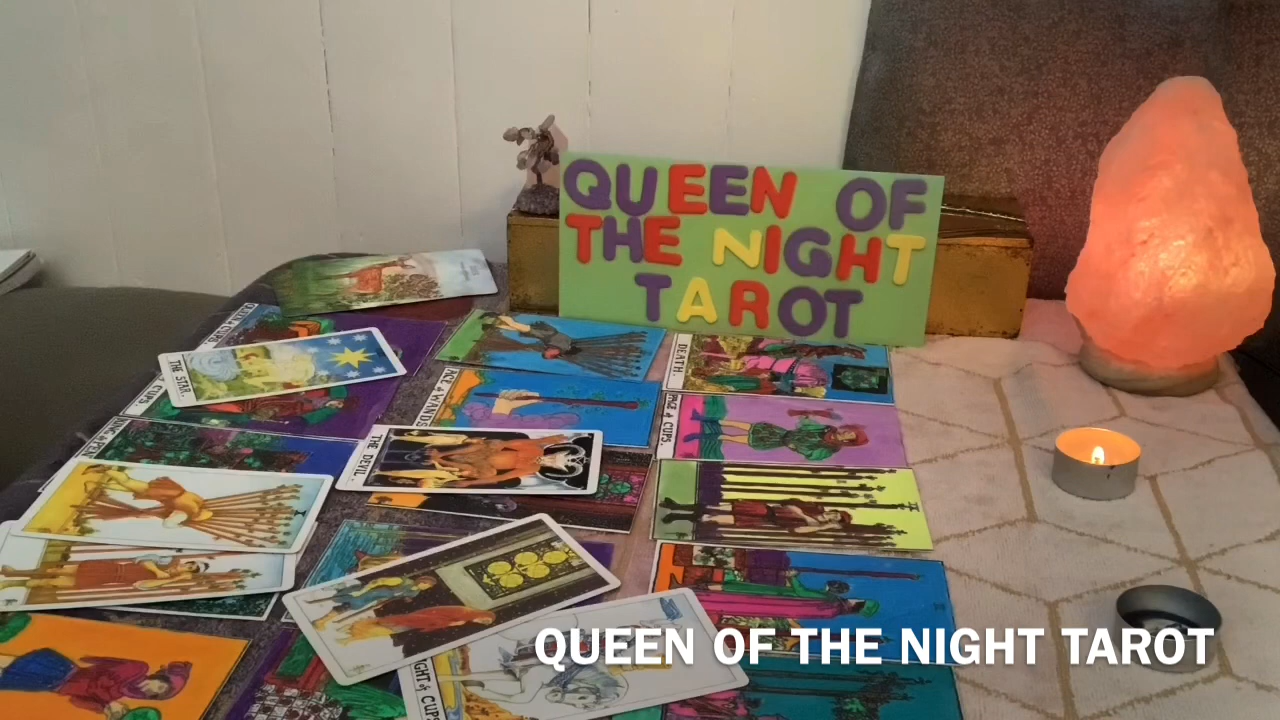 QUEEN OF
THE NIGHT
TAROT
THE STAR.
DEATH.
ACE of WANDS
PAGE of CUPS.
THE DEVIL.
X
QUEEN OF THE NIGHT TAROT